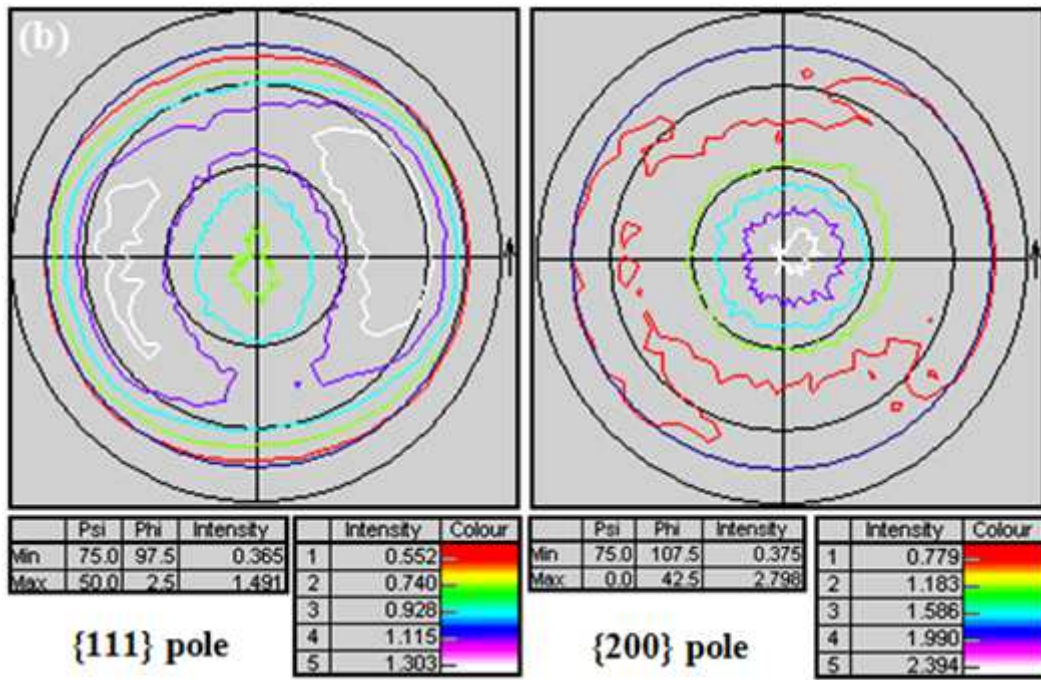 (b)
Psi Phi Intensity
Min 75.0 97.5 0.365
Max 50.0 2.5 1.491
Intensity Colour
1 0.552
2 0.740
3 0.928
4 1.115
5 1.303
{111} pole
Psi Phi Intensity
Min 75.0 107.5 0.375
Max 0.0 42.5 2.798
Intensity Colour
1 0.779
2 1.183
3 1.586
4 1.990
5 2.394
{200} pole